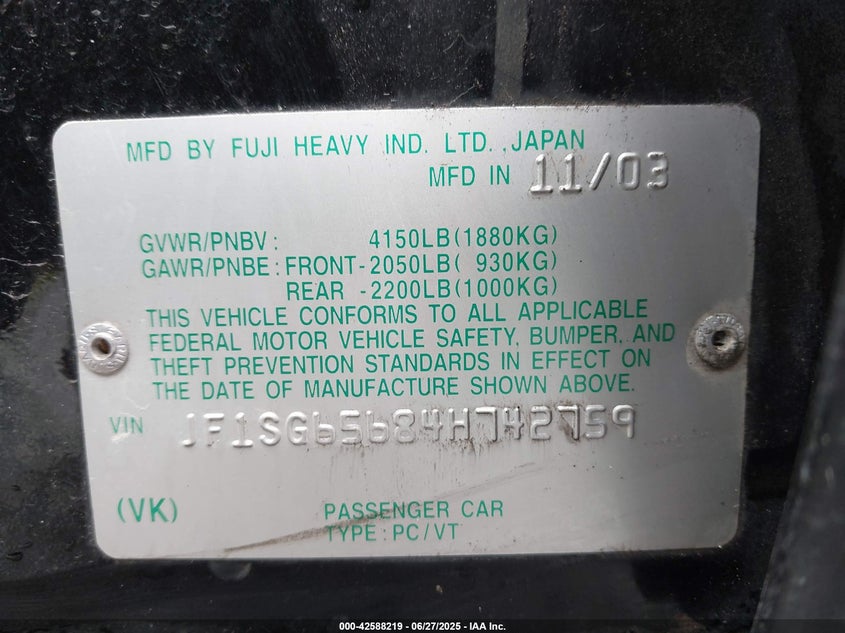 MFD BY FUJI HEAVY IND. LTD., JAPAN
MFD IN 11/03
GVWR/PNBV: 4150LB(1880KG)
GAWR/PNBE: FRONT-2050LB( 930KG)
REAR -2200LB(1000KG)
THIS VEHICLE CONFORMS TO ALL APPLICABLE
FEDERAL MOTOR VEHICLE SAFETY, BUMPER, AND
THEFT PREVENTION STANDARDS IN EFFECT ON
THE DATE OF MANUFACTURE SHOWN ABOVE.
VIN JF1SG65684H742759
(VK) PASSENGER CAR
TYPE: PC/VT
000-42588219 - 06/27/2025 - IAA Inc.